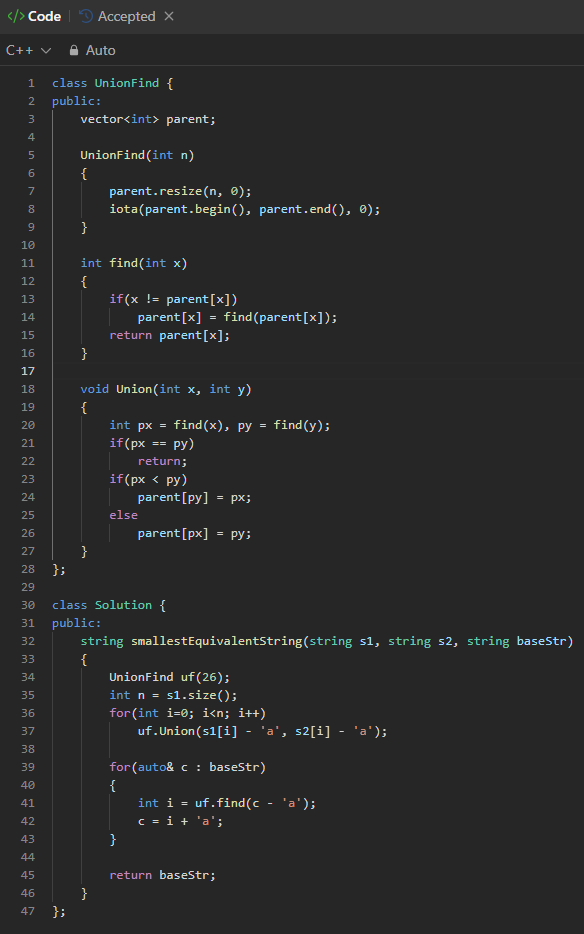 </> Code | Accepted ×
C++ Auto
1 class UnionFind {
2 public:
3     vector<int> parent;
4
5     UnionFind(int n)
6     {
7         parent.resize(n, 0);
8         iota(parent.begin(), parent.end(), 0);
9     }
10
11     int find(int x)
12     {
13         if(x != parent[x])
14             parent[x] = find(parent[x]);
15         return parent[x];
16     }
17
18     void Union(int x, int y)
19     {
20         int px = find(x), py = find(y);
21         if(px == py)
22             return;
23         if(px < py)
24             parent[py] = px;
25         else
26             parent[px] = py;
27     }
28 };
29
30 class Solution {
31 public:
32     string smallestEquivalentString(string s1, string s2, string baseStr)
33     {
34         UnionFind uf(26);
35         int n = s1.size();
36         for(int i=0; i<n; i++)
37             uf.Union(s1[i] - 'a', s2[i] - 'a');
38
39         for(auto& c : baseStr)
40         {
41             int i = uf.find(c - 'a');
42             c = i + 'a';
43         }
44
45         return baseStr;
46     }
47 };